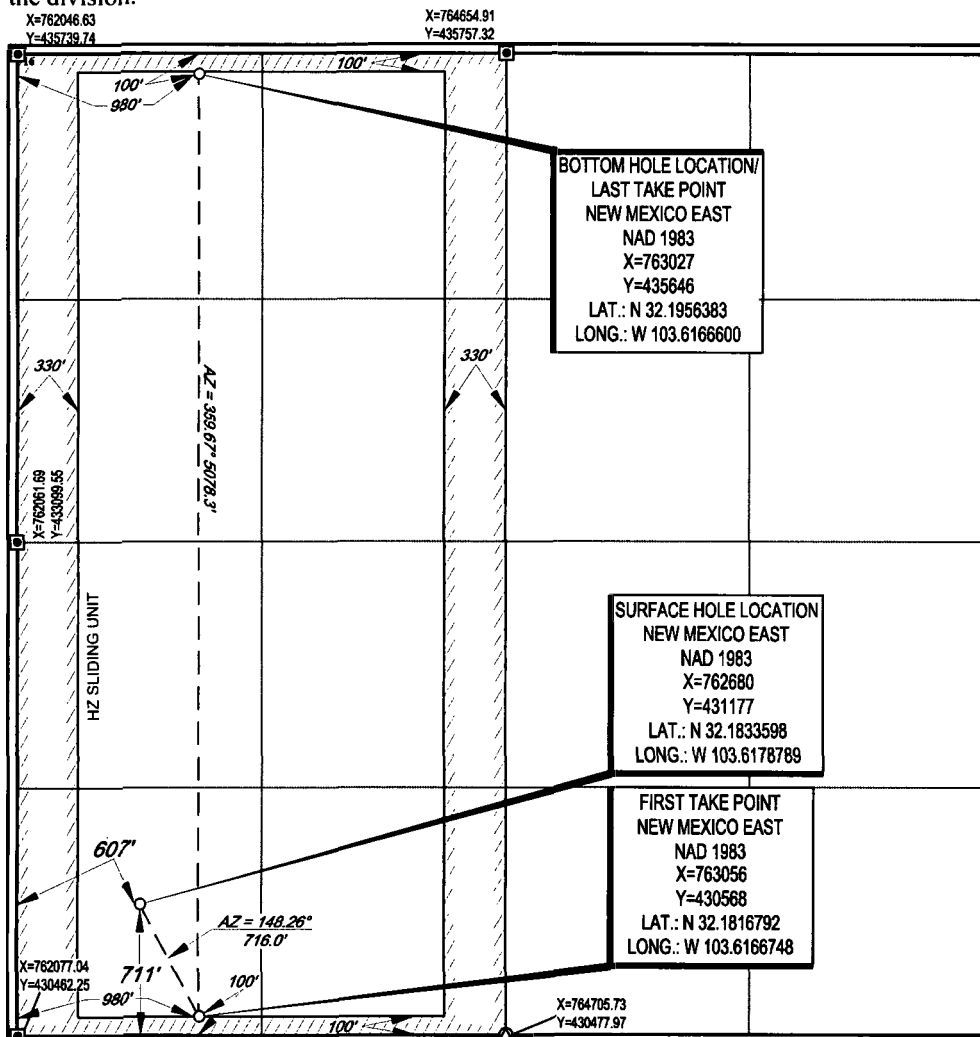 the division.
X=762046.63
Y=435739.74
X=764654.91
Y=435757.32
100'
100'
980'
BOTTOM HOLE LOCATION/
LAST TAKE POINT
NEW MEXICO EAST
NAD 1983
X=763027
Y=435646
LAT.: N 32.1956383
LONG.: W 103.6166600
330'
330'
AZ = 359.67° 5078.3'
X=762061.69
Y=433099.55
HZ SLIDING UNIT
SURFACE HOLE LOCATION
NEW MEXICO EAST
NAD 1983
X=762680
Y=431177
LAT.: N 32.1833598
LONG.: W 103.6178789
FIRST TAKE POINT
NEW MEXICO EAST
NAD 1983
X=763056
Y=430568
LAT.: N 32.1816792
LONG.: W 103.6166748
607'
AZ = 148.26°
716.0'
711'
X=762077.04
Y=430462.25
980'
100'
100'
X=764705.73
Y=430477.97